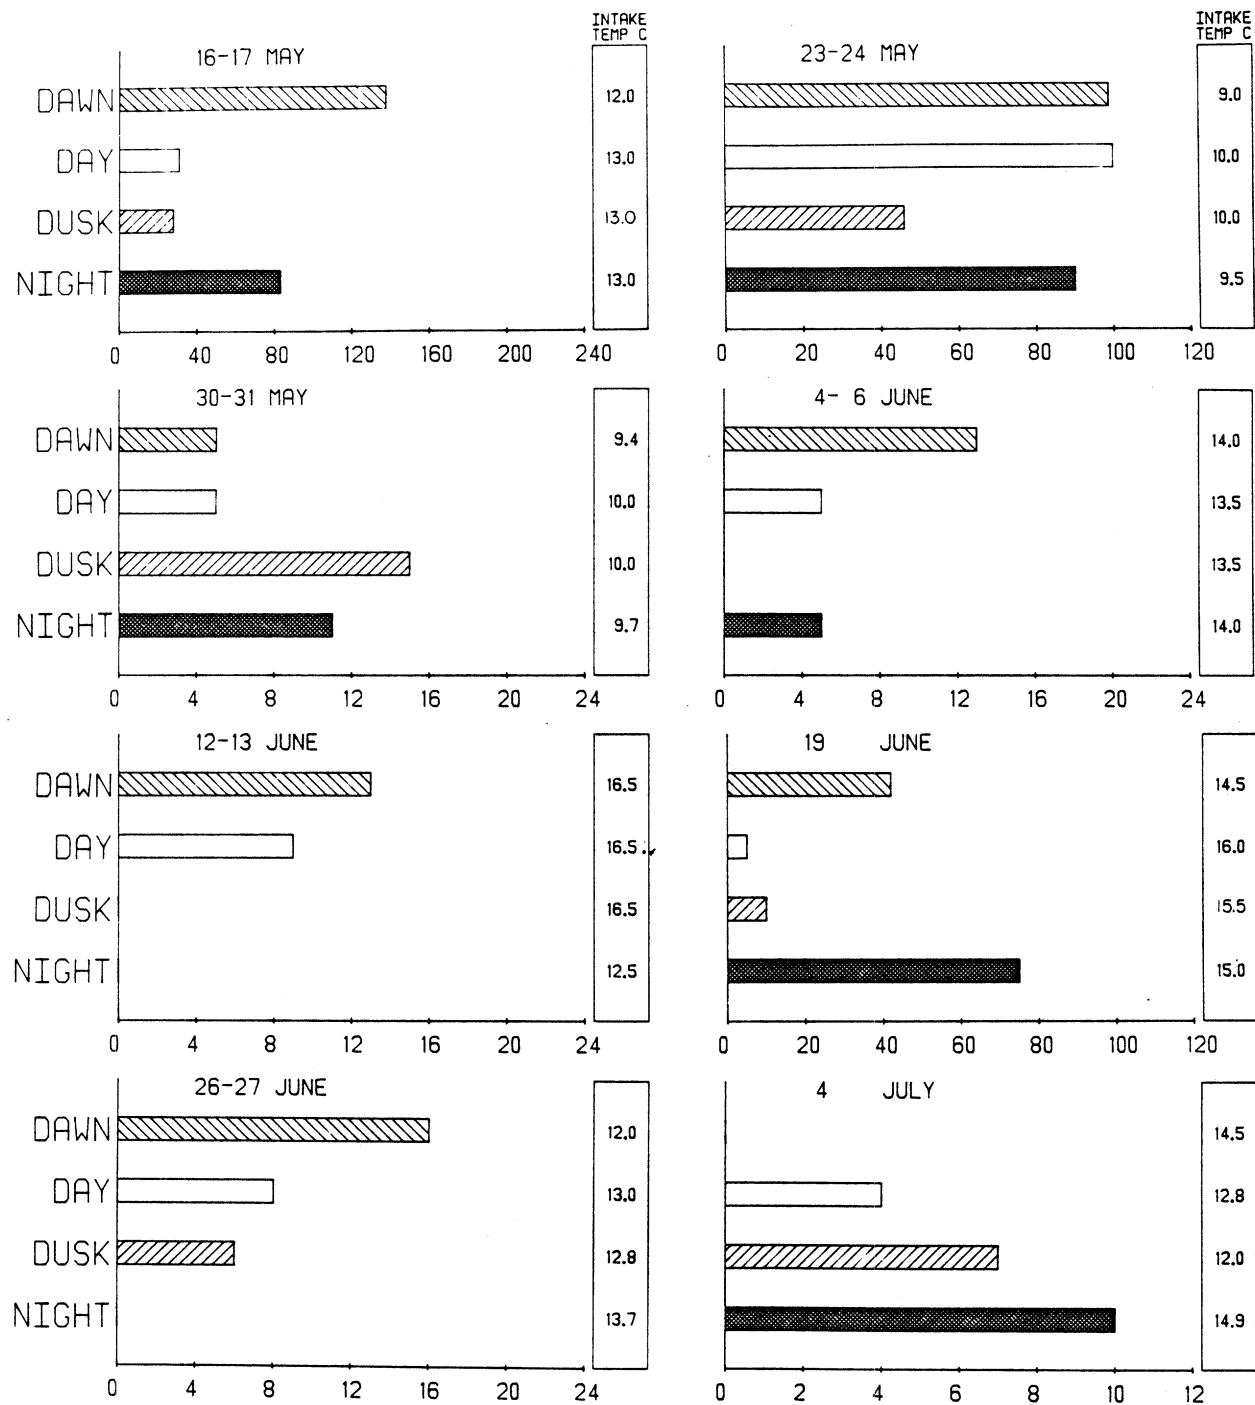 INTAKE
TEMP C
16-17 MAY
DAWN 12.0
DAY 13.0
DUSK 13.0
NIGHT 13.0
0 40 80 120 160 200 240
INTAKE
TEMP C
23-24 MAY
9.0
10.0
10.0
9.5
0 20 40 60 80 100 120
30-31 MAY
DAWN 9.4
DAY 10.0
DUSK 10.0
NIGHT 9.7
0 4 8 12 16 20 24
4- 6 JUNE
14.0
13.5
13.5
14.0
0 4 8 12 16 20 24
12-13 JUNE
DAWN 16.5
DAY 16.5
DUSK 16.5
NIGHT 12.5
0 4 8 12 16 20 24
19 JUNE
14.5
16.0
15.5
15.0
0 20 40 60 80 100 120
26-27 JUNE
DAWN 12.0
DAY 13.0
DUSK 12.8
NIGHT 13.7
0 4 8 12 16 20 24
4 JULY
14.5
12.8
12.0
14.9
0 2 4 6 8 10 12